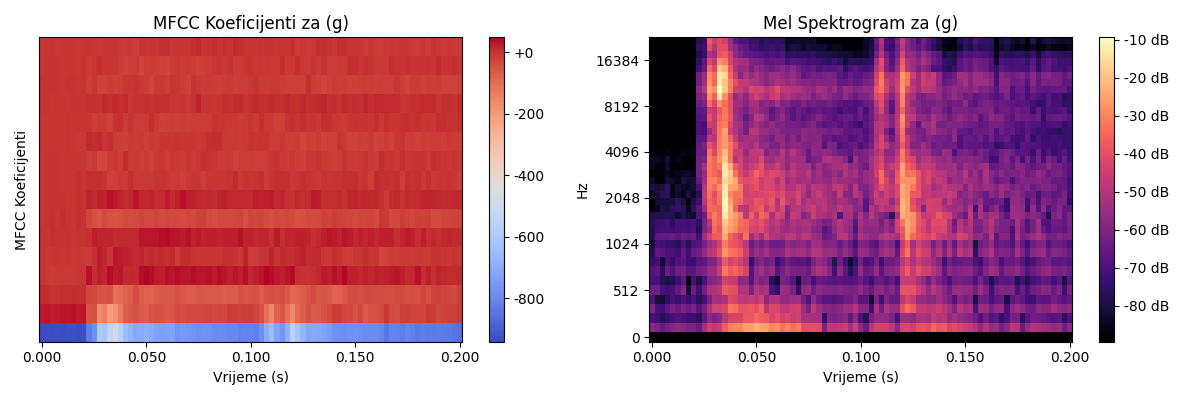 MFCC Koeficijenti za (g)
MFCC Koeficijenti
0.000 0.050 0.100 0.150 0.200
Vrijeme (s)
+0
-200
-400
-600
-800
Mel Spektrogram za (g)
Hz
16384
8192
4096
2048
1024
512
0
0.000 0.050 0.100 0.150 0.200
Vrijeme (s)
-10 dB
-20 dB
-30 dB
-40 dB
-50 dB
-60 dB
-70 dB
-80 dB